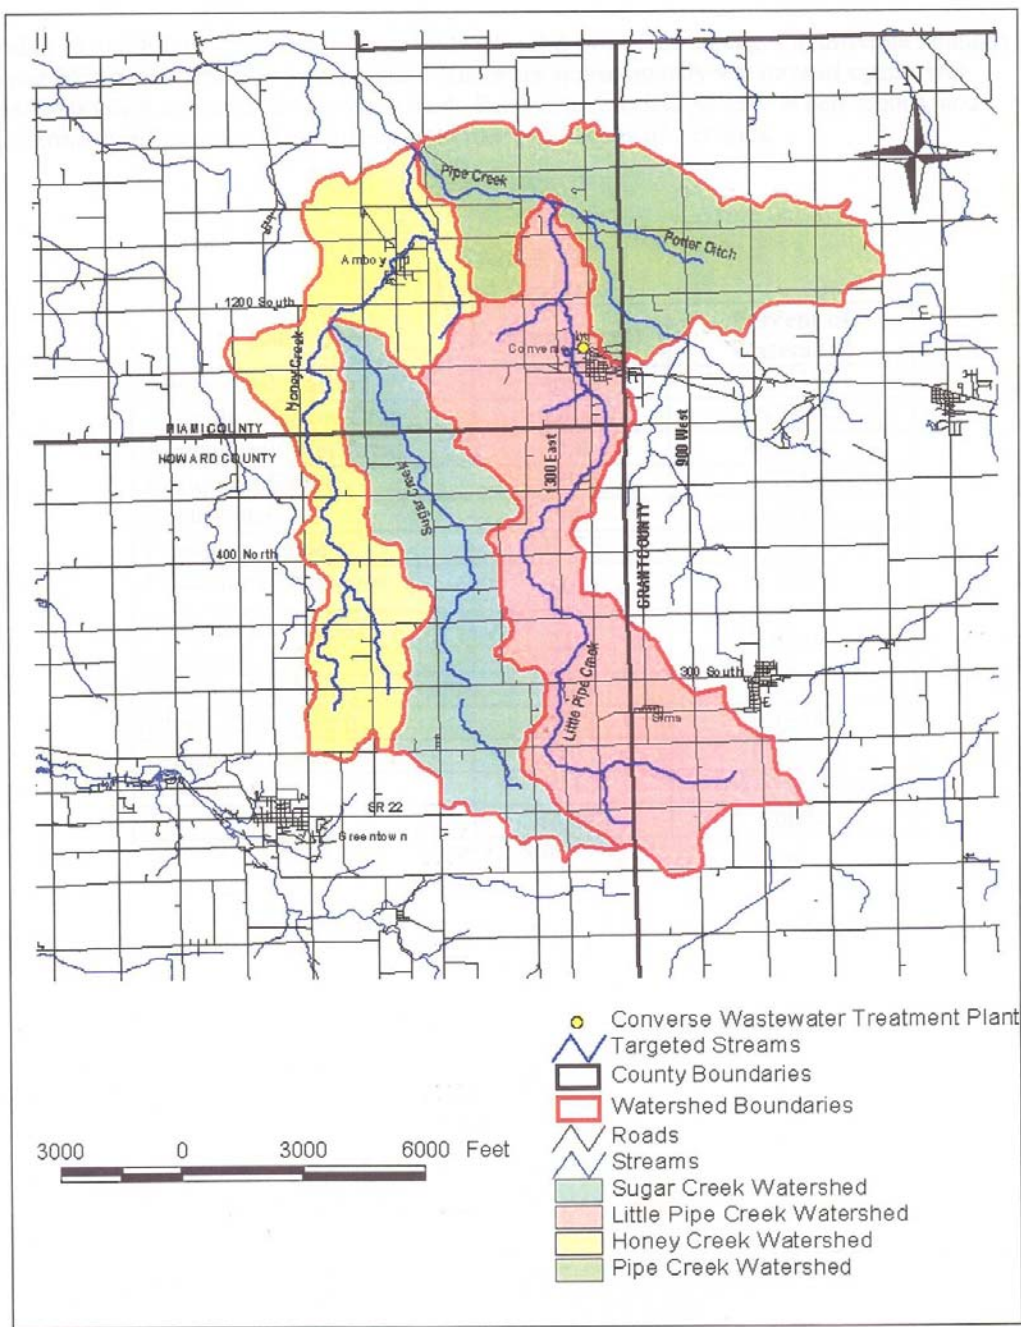 N
Pipe Creek
Potter Ditch
Amboy
1200 South
Converse
Honey Creek
MIAMI COUNTY
HOWARD COUNTY
1300 East
900 West
Sugar Creek
400 North
GRANT COUNTY
300 South
Little Pipe Creek
Sims
SR 22
Greentown
Converse Wastewater Treatment Plant
Targeted Streams
County Boundaries
Watershed Boundaries
Roads
Streams
Sugar Creek Watershed
Little Pipe Creek Watershed
Honey Creek Watershed
Pipe Creek Watershed
3000 0 3000 6000 Feet